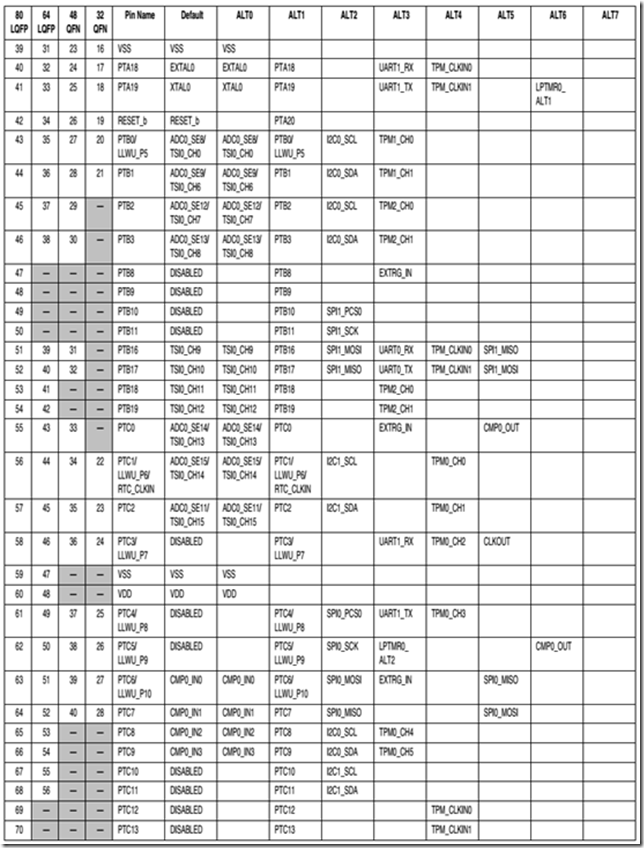 80 LQFP 64 LQFP 48 QFN 32 QFN Pin Name Default ALT0 ALT1 ALT2 ALT3 ALT4 ALT5 ALT6 ALT7
39 31 23 16 VSS VSS VSS
40 32 24 17 PTA18 EXTAL0 EXTAL0 PTA18 UART1_RX TPM_CLKIN0
41 33 25 18 PTA19 XTAL0 XTAL0 PTA19 UART1_TX TPM_CLKIN1 LPTMR0_ALT1
42 34 26 19 RESET_b RESET_b PTA20
43 35 27 20 PTB0/LLWU_P5 ADC0_SE8/TSI0_CH0 ADC0_SE8/TSI0_CH0 PTB0/LLWU_P5 I2C0_SCL TPM1_CH0
44 36 28 21 PTB1 ADC0_SE9/TSI0_CH6 ADC0_SE9/TSI0_CH6 PTB1 I2C0_SDA TPM1_CH1
45 37 29 — PTB2 ADC0_SE12/TSI0_CH7 ADC0_SE12/TSI0_CH7 PTB2 I2C0_SCL TPM2_CH0
46 38 30 — PTB3 ADC0_SE13/TSI0_CH8 ADC0_SE13/TSI0_CH8 PTB3 I2C0_SDA TPM2_CH1
47 — — — PTB8 DISABLED PTB8 EXTRG_IN
48 — — — PTB9 DISABLED PTB9
49 — — — PTB10 DISABLED PTB10 SPI1_PCS0
50 — — — PTB11 DISABLED PTB11 SPI1_SCK
51 39 31 — PTB16 TSI0_CH9 TSI0_CH9 PTB16 SPI1_MOSI UART0_RX TPM_CLKIN0 SPI1_MISO
52 40 32 — PTB17 TSI0_CH10 TSI0_CH10 PTB17 SPI1_MISO UART0_TX TPM_CLKIN1 SPI1_MOSI
53 41 — — PTB18 TSI0_CH11 TSI0_CH11 PTB18 TPM2_CH0
54 42 — — PTB19 TSI0_CH12 TSI0_CH12 PTB19 TPM2_CH1
55 43 33 — PTC0 ADC0_SE14/TSI0_CH13 ADC0_SE14/TSI0_CH13 PTC0 EXTRG_IN CMP0_OUT
56 44 34 22 PTC1/LLWU_P6/RTC_CLKIN ADC0_SE15/TSI0_CH14 ADC0_SE15/TSI0_CH14 PTC1/LLWU_P6/RTC_CLKIN I2C1_SCL TPM0_CH0
57 45 35 23 PTC2 ADC0_SE11/TSI0_CH15 ADC0_SE11/TSI0_CH15 PTC2 I2C1_SDA TPM0_CH1
58 46 36 24 PTC3/LLWU_P7 DISABLED PTC3/LLWU_P7 UART1_RX TPM0_CH2 CLKOUT
59 47 — — VSS VSS VSS
60 48 — — VDD VDD VDD
61 49 37 25 PTC4/LLWU_P8 DISABLED PTC4/LLWU_P8 SPI0_PCS0 UART1_TX TPM0_CH3
62 50 38 26 PTC5/LLWU_P9 DISABLED PTC5/LLWU_P9 SPI0_SCK LPTMR0_ALT2 CMP0_OUT
63 51 39 27 PTC6/LLWU_P10 CMP0_IN0 CMP0_IN0 PTC6/LLWU_P10 SPI0_MOSI EXTRG_IN SPI0_MISO
64 52 40 28 PTC7 CMP0_IN1 CMP0_IN1 PTC7 SPI0_MISO SPI0_MOSI
65 53 — — PTC8 CMP0_IN2 CMP0_IN2 PTC8 I2C0_SCL TPM0_CH4
66 54 — — PTC9 CMP0_IN3 CMP0_IN3 PTC9 I2C0_SDA TPM0_CH5
67 55 — — PTC10 DISABLED PTC10 I2C1_SCL
68 56 — — PTC11 DISABLED PTC11 I2C1_SDA
69 — — — PTC12 DISABLED PTC12 TPM_CLKIN0
70 — — — PTC13 DISABLED PTC13 TPM_CLKIN1